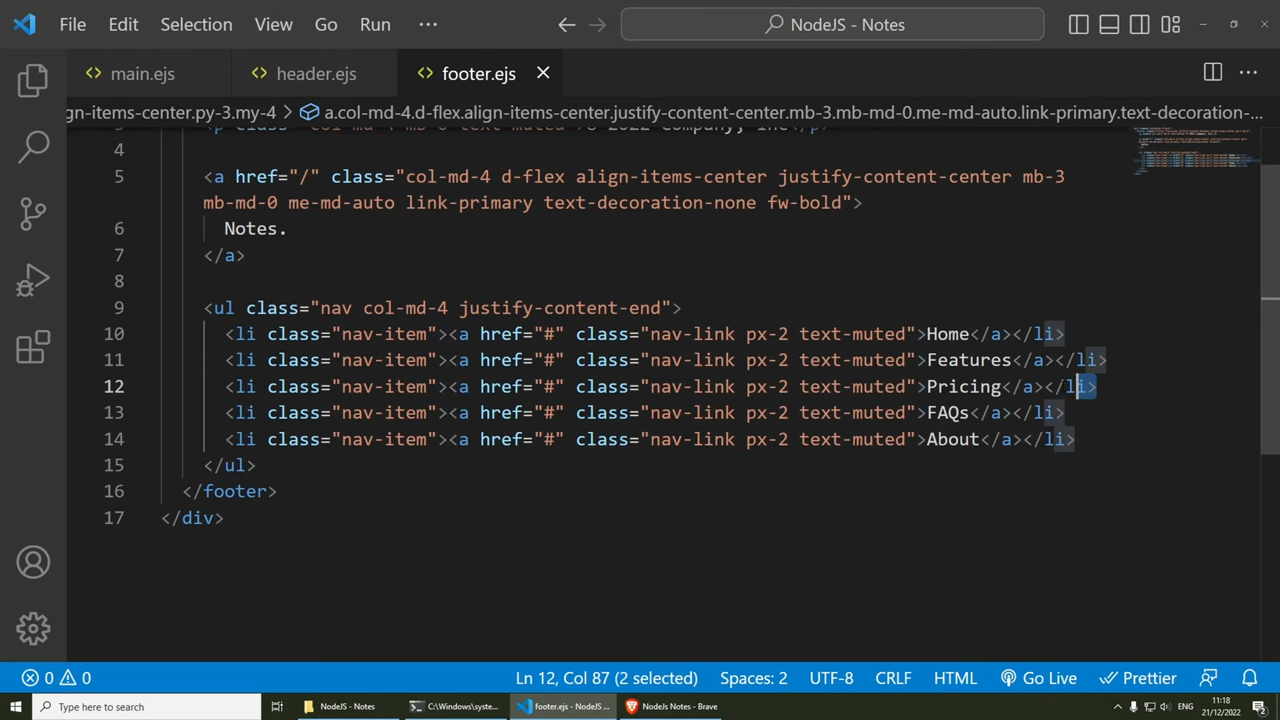 File Edit Selection View Go Run ··· NodeJS - Notes
main.ejs header.ejs footer.ejs
gn-items-center.py-3.my-4 > a.col-md-4.d-flex.align-items-center.justify-content-center.mb-3.mb-md-0.me-md-auto.link-primary.text-decoration-...
4
5 <a href="/" class="col-md-4 d-flex align-items-center justify-content-center mb-3
mb-md-0 me-md-auto link-primary text-decoration-none fw-bold">
6 Notes.
7 </a>
8
9 <ul class="nav col-md-4 justify-content-end">
10 <li class="nav-item"><a href="#" class="nav-link px-2 text-muted">Home</a></li>
11 <li class="nav-item"><a href="#" class="nav-link px-2 text-muted">Features</a></li>
12 <li class="nav-item"><a href="#" class="nav-link px-2 text-muted">Pricing</a></li>
13 <li class="nav-item"><a href="#" class="nav-link px-2 text-muted">FAQs</a></li>
14 <li class="nav-item"><a href="#" class="nav-link px-2 text-muted">About</a></li>
15 </ul>
16 </footer>
17 </div>
0 0 Ln 12, Col 87 (2 selected) Spaces: 2 UTF-8 CRLF HTML Go Live Prettier
Type here to search NodeJS - Notes C:\Windows\syste... footer.ejs - NodeJS ... NodeJs Notes - Brave 11:18
21/12/2022 2